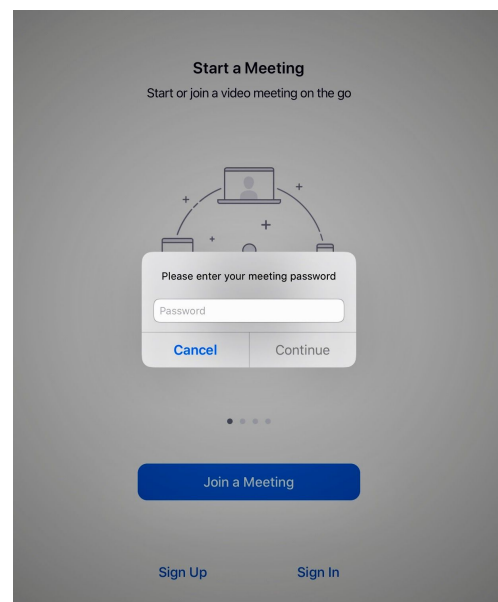 Start a Meeting
Start or join a video meeting on the go
Please enter your meeting password
Password
Cancel Continue
Join a Meeting
Sign Up Sign In